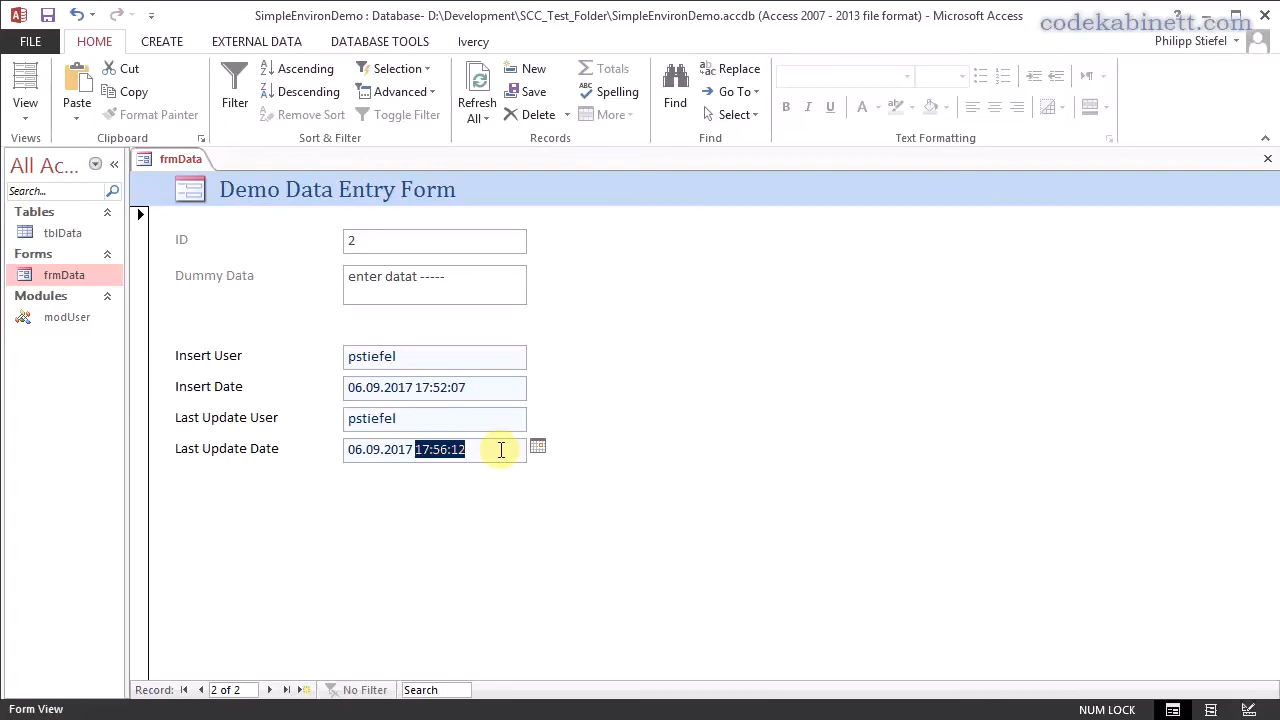 SimpleEnvironDemo : Database- D:\Development\SCC_Test_Folder\SimpleEnvironDemo.accdb (Access 2007 - 2013 file format) - Microsoft Access
codekabinett.com
FILE HOME CREATE EXTERNAL DATA DATABASE TOOLS Ivercy Philipp Stiefel
View
Views
Paste
Cut
Copy
Format Painter
Clipboard
Filter
Ascending
Descending
Remove Sort
Selection
Advanced
Toggle Filter
Sort & Filter
Refresh
All
New
Save
Delete
Totals
Spelling
More
Records
Find
Replace
Go To
Select
Find
B I U A
Text Formatting
All Ac...
Search...
Tables
tblData
Forms
frmData
Modules
modUser
frmData
Demo Data Entry Form
ID 2
Dummy Data enter datat -----
Insert User pstiefel
Insert Date 06.09.2017 17:52:07
Last Update User pstiefel
Last Update Date 06.09.2017 17:56:12
Record: 2 of 2 No Filter Search
Form View NUM LOCK